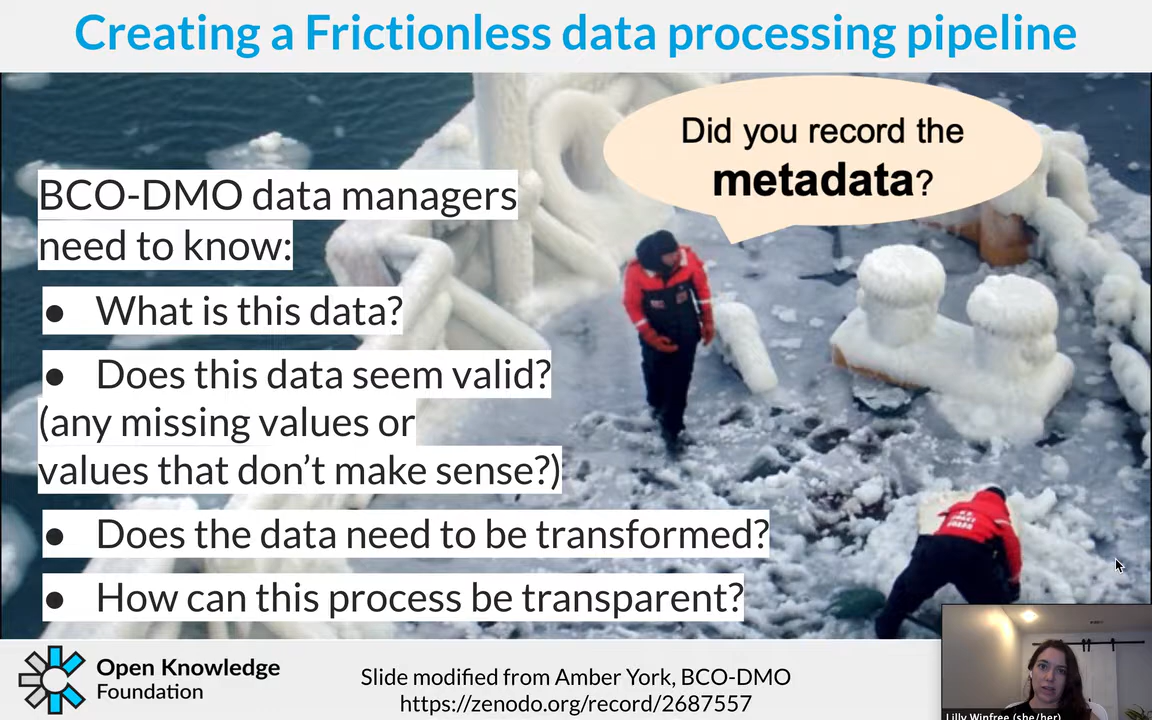 Creating a Frictionless data processing pipeline
Did you record the
metadata?
BCO-DMO data managers
need to know:
● What is this data?
● Does this data seem valid?
(any missing values or
values that don't make sense?)
● Does the data need to be transformed?
● How can this process be transparent?
U.S.
COAST
GUARD
Open Knowledge
Foundation
Slide modified from Amber York, BCO-DMO
https://zenodo.org/record/2687557
Lilly Winfree (she/her)